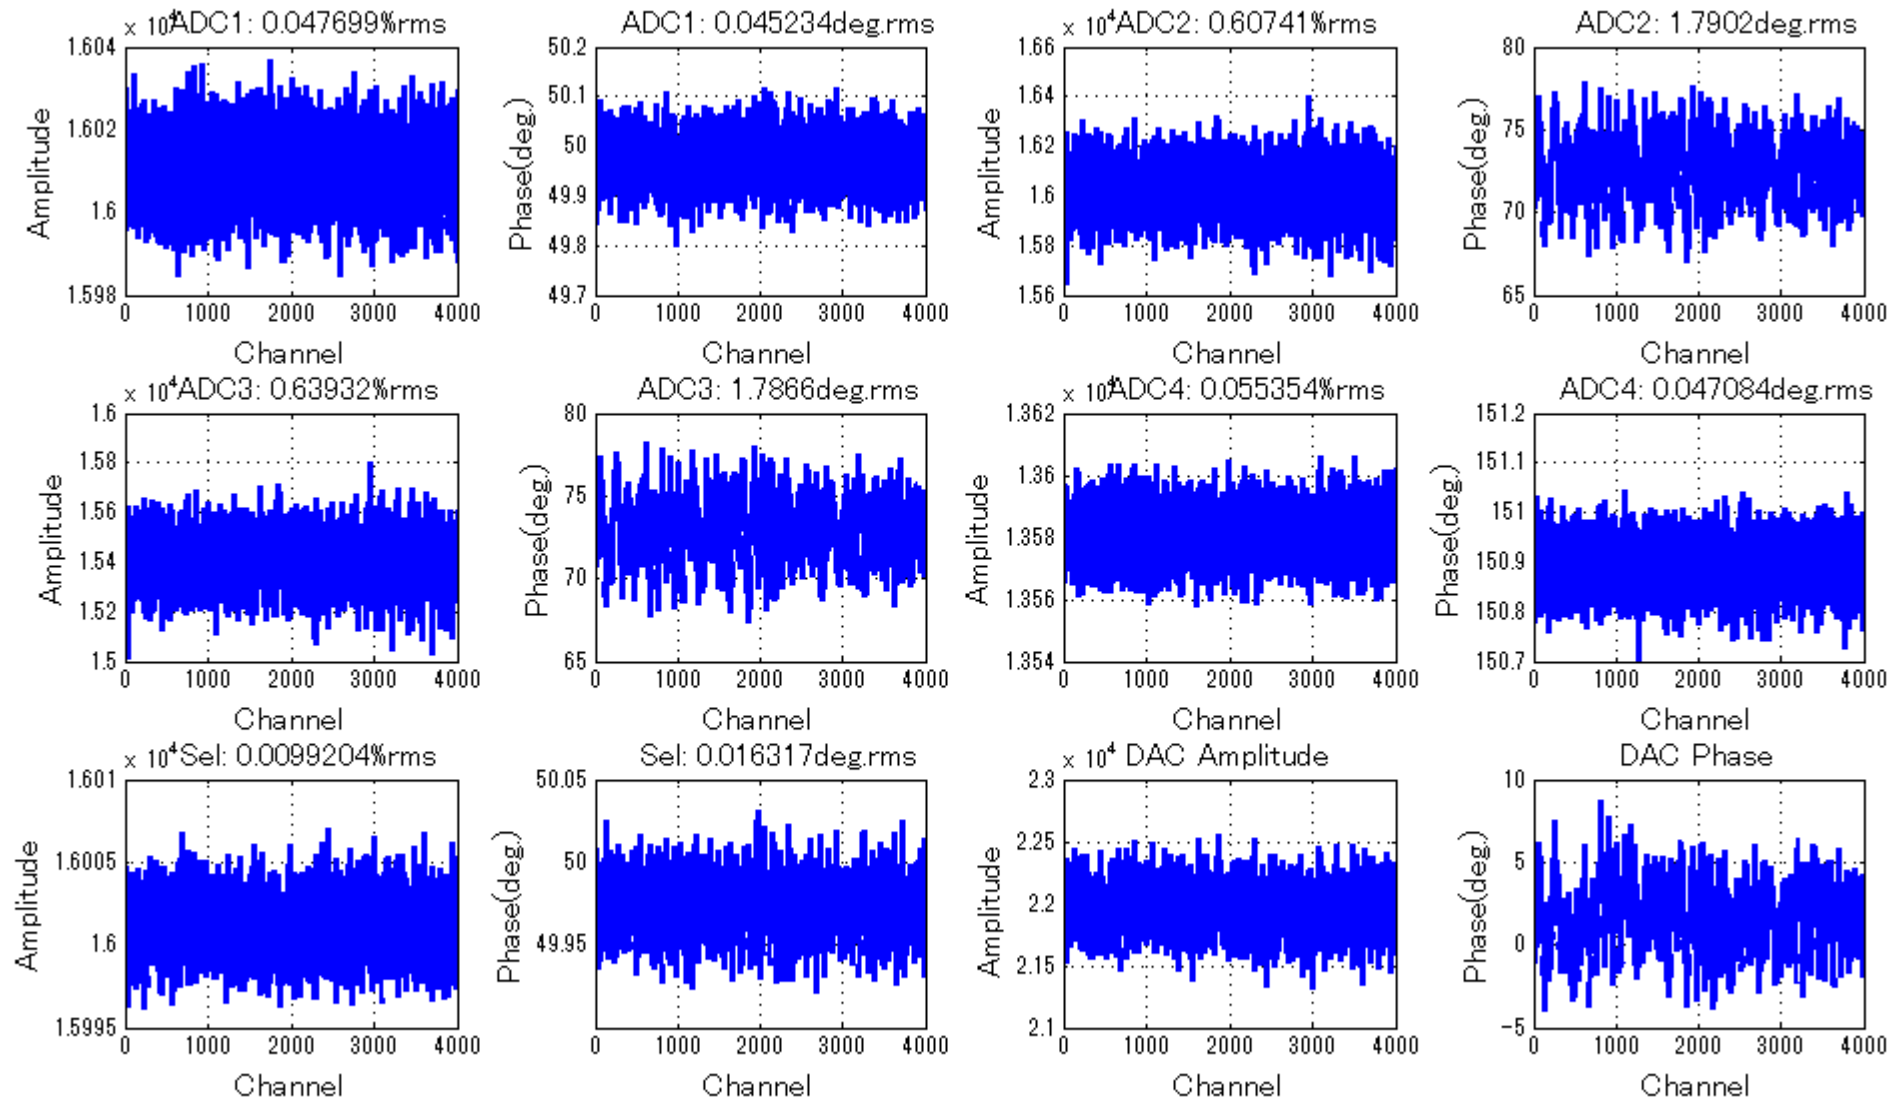 × 10⁴ ADC1: 0.047699%rms
1.604
1.602
1.6
1.598
Amplitude
0 1000 2000 3000 4000
Channel
ADC1: 0.045234deg.rms
50.2
50.1
50
49.9
49.8
49.7
Phase(deg.)
0 1000 2000 3000 4000
Channel
× 10⁴ ADC2: 0.60741%rms
1.66
1.64
1.62
1.6
1.58
1.56
Amplitude
0 1000 2000 3000 4000
Channel
ADC2: 1.7902deg.rms
80
75
70
65
Phase(deg.)
0 1000 2000 3000 4000
Channel
× 10⁴ ADC3: 0.63932%rms
1.6
1.58
1.56
1.54
1.52
1.5
Amplitude
0 1000 2000 3000 4000
Channel
ADC3: 1.7866deg.rms
80
75
70
65
Phase(deg.)
0 1000 2000 3000 4000
Channel
× 10⁴ ADC4: 0.055354%rms
1.362
1.36
1.358
1.356
1.354
Amplitude
0 1000 2000 3000 4000
Channel
ADC4: 0.047084deg.rms
151.2
151.1
151
150.9
150.8
150.7
Phase(deg.)
0 1000 2000 3000 4000
Channel
× 10⁴ Sel: 0.0099204%rms
1.601
1.6005
1.6
1.5995
Amplitude
0 1000 2000 3000 4000
Channel
Sel: 0.016317deg.rms
50.05
50
49.95
Phase(deg.)
0 1000 2000 3000 4000
Channel
× 10⁴ DAC Amplitude
2.3
2.25
2.2
2.15
2.1
Amplitude
0 1000 2000 3000 4000
Channel
DAC Phase
10
5
0
-5
Phase(deg.)
0 1000 2000 3000 4000
Channel